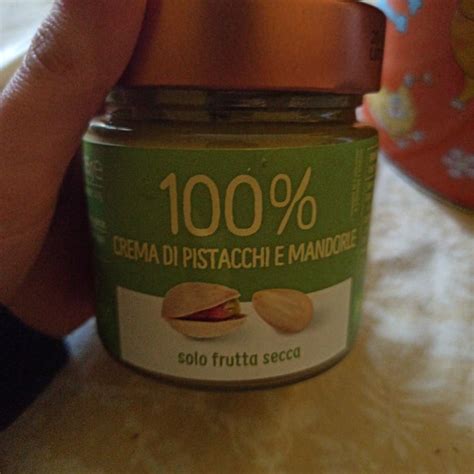 100%
CREMA DI PISTACCHI E MANDORLE
solo frutta secca